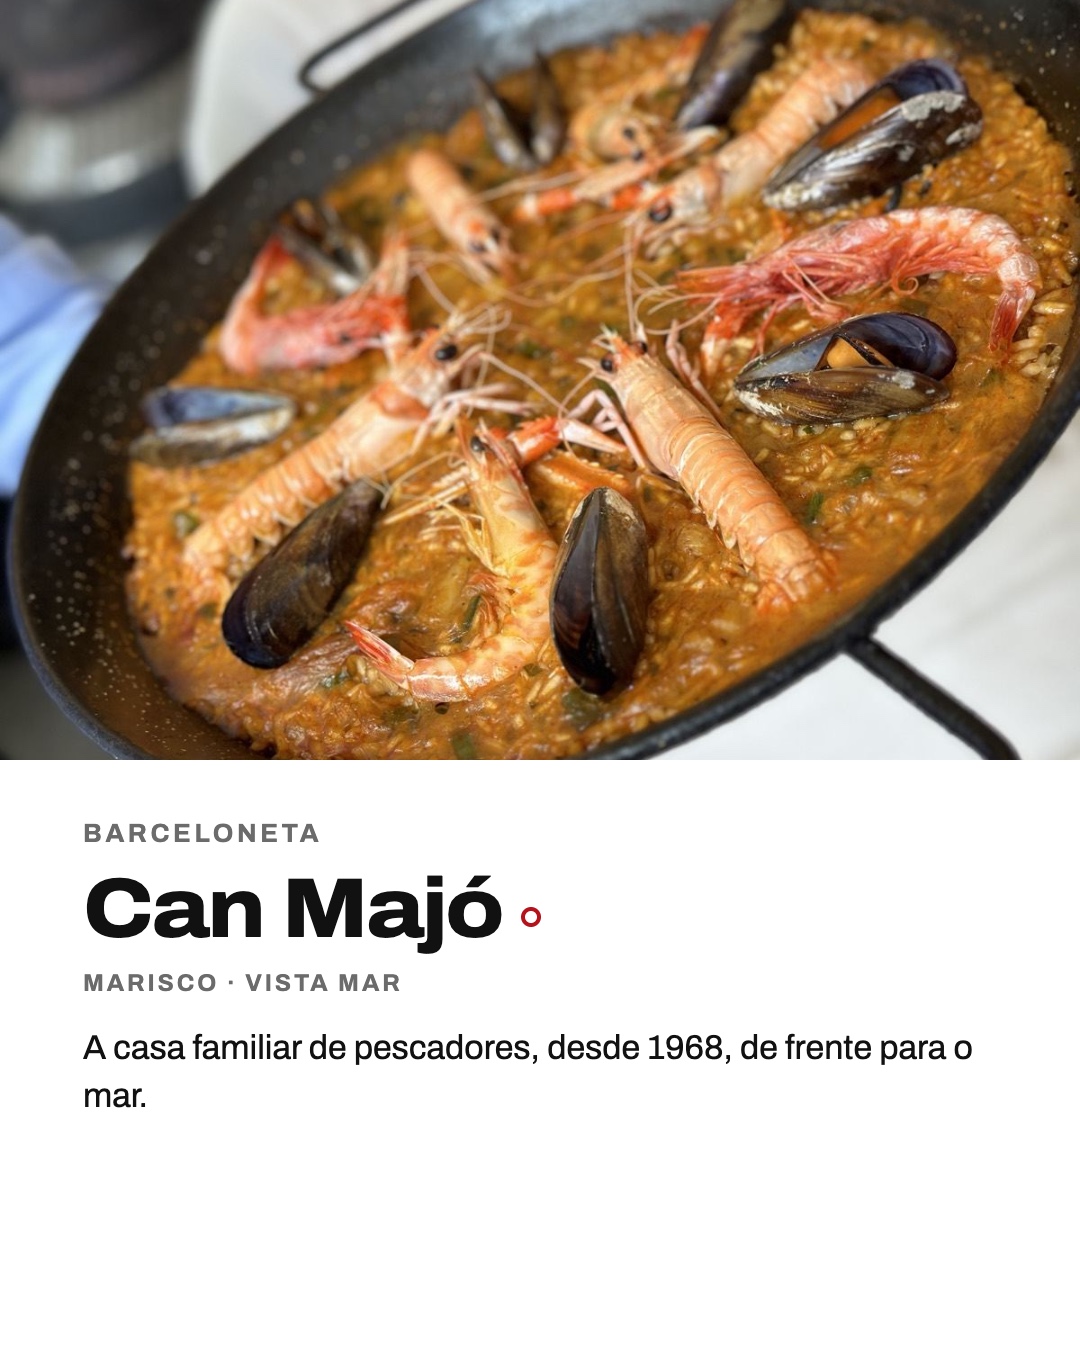 BARCELONETA
Can Majó
MARISCO · VISTA MAR
A casa familiar de pescadores, desde 1968, de frente para o
mar.